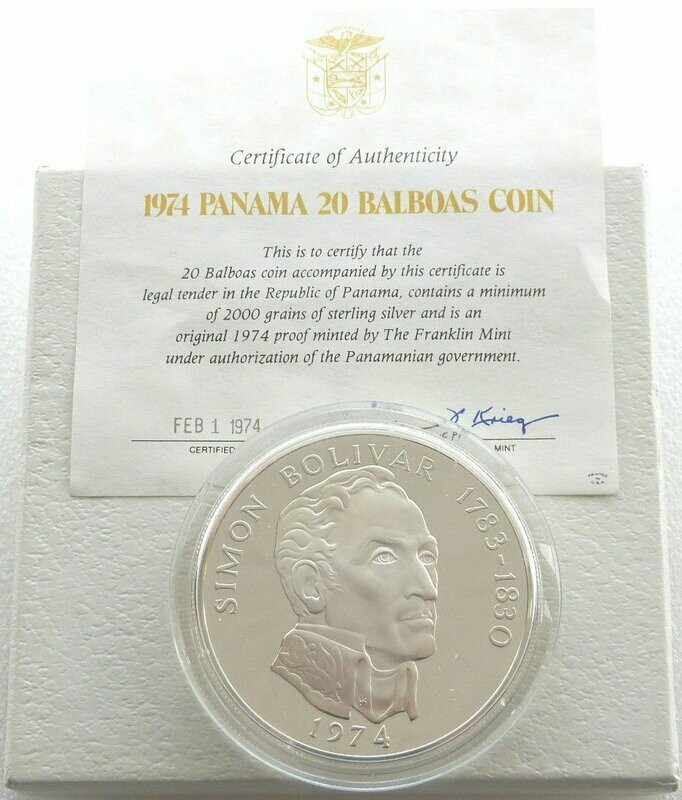 Certificate of Authenticity
1974 PANAMA 20 BALBOAS COIN
This is to certify that the
20 Balboas coin accompanied by this certificate is
legal tender in the Republic of Panama, contains a minimum
of 2000 grains of sterling silver and is an
original 1974 proof minted by The Franklin Mint
under authorization of the Panamanian government.
FEB 1 1974
CERTIFIED
MINT
PRINTED
IN
U.S.A.
SIMON BOLIVAR 1783-1830
1974